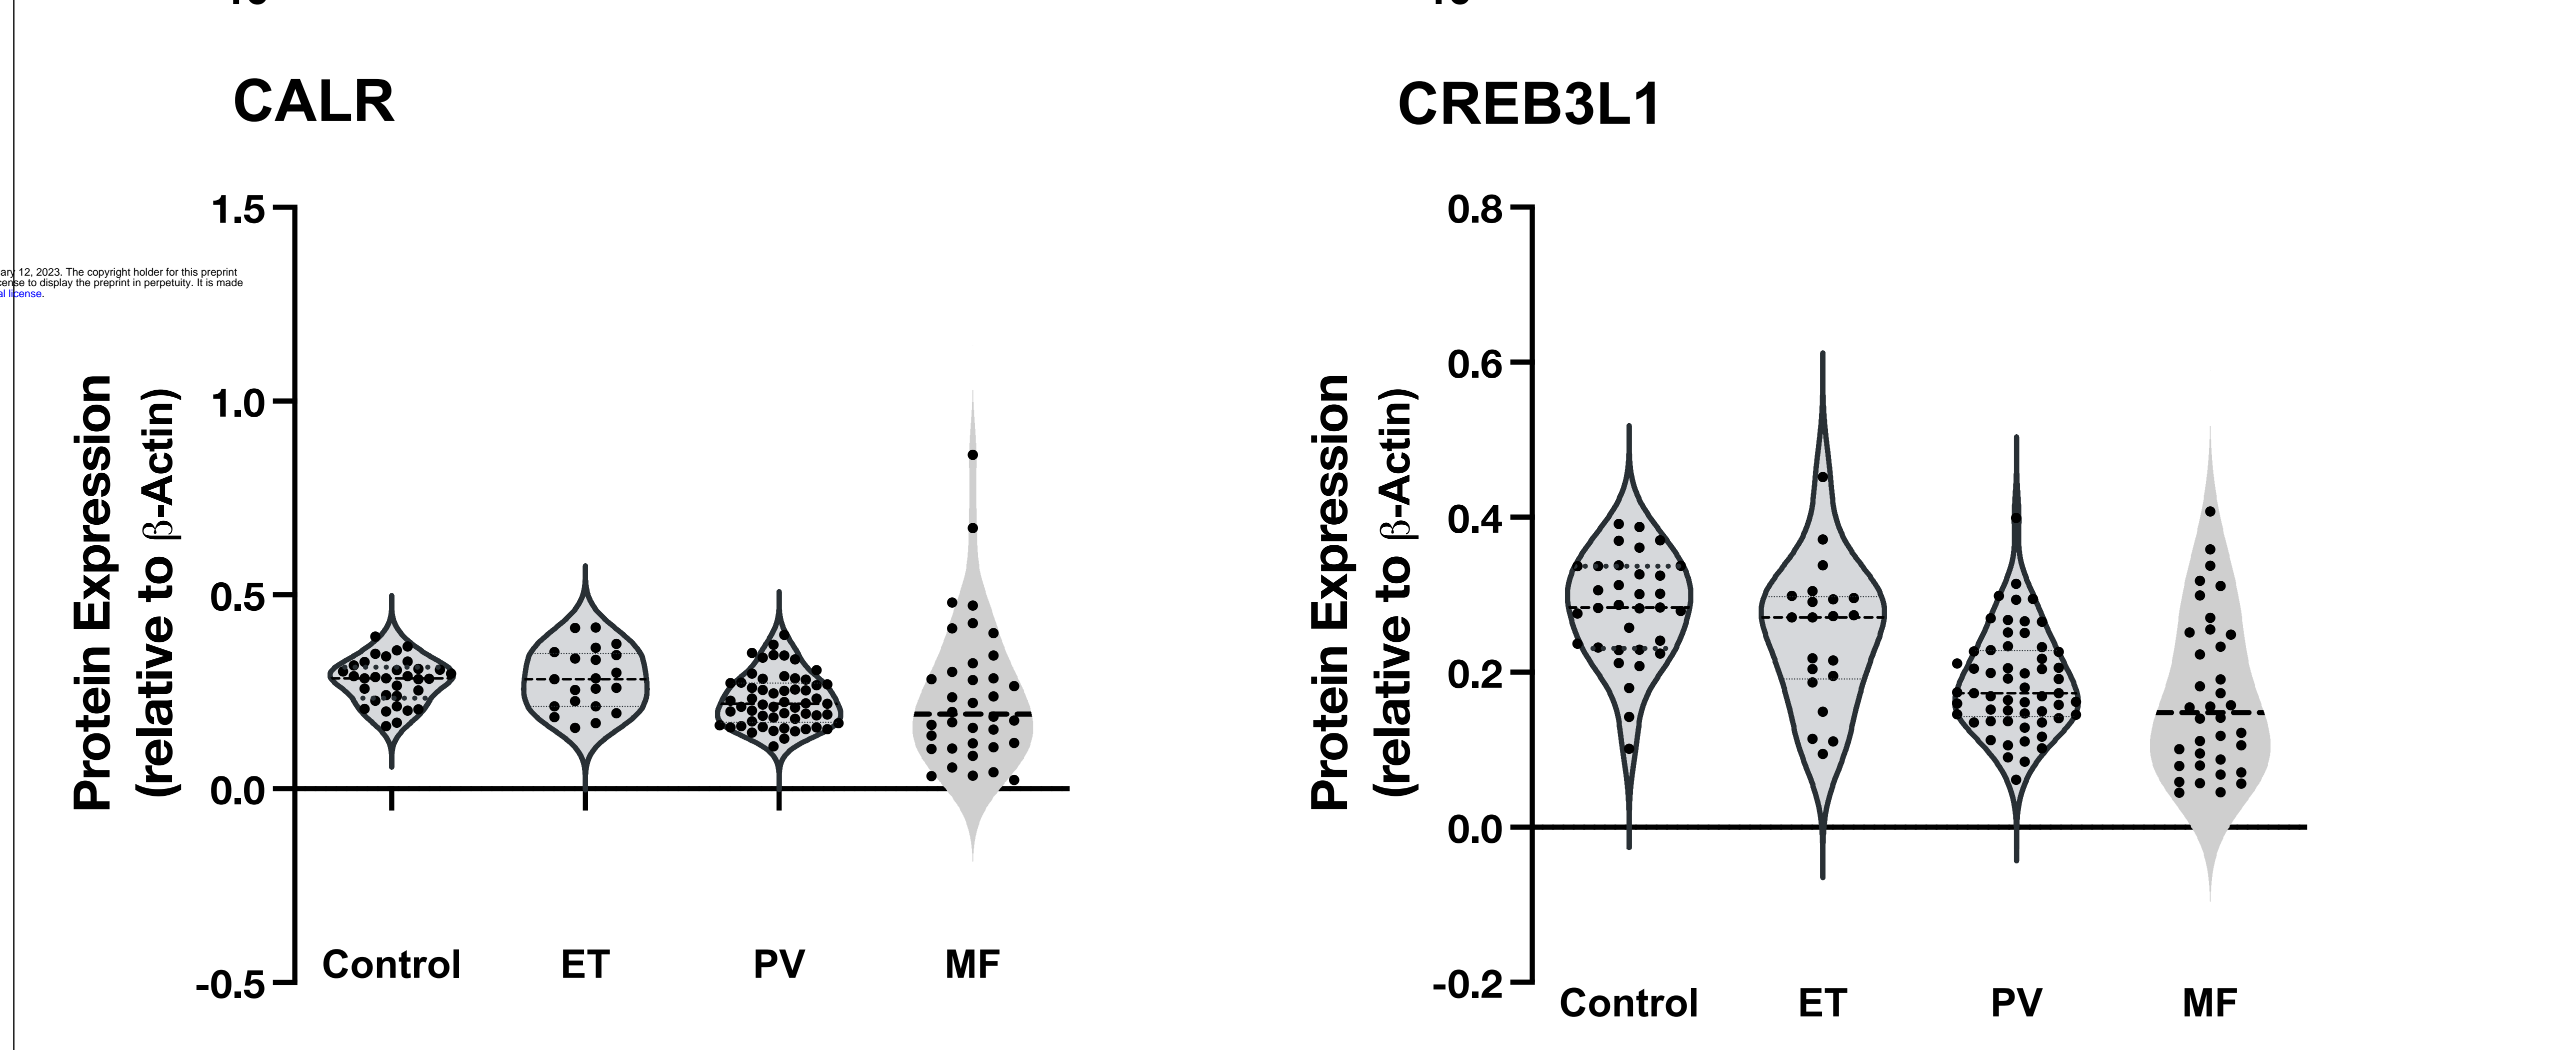 CALR
CREB3L1
ary 12, 2023. The copyright holder for this preprint
cense to display the preprint in perpetuity. It is made
al license.
Protein Expression
(relative to β-Actin)
1.5
1.0
0.5
0.0
-0.5
Control ET PV MF
Protein Expression
(relative to β-Actin)
0.8
0.6
0.4
0.2
0.0
-0.2
Control ET PV MF